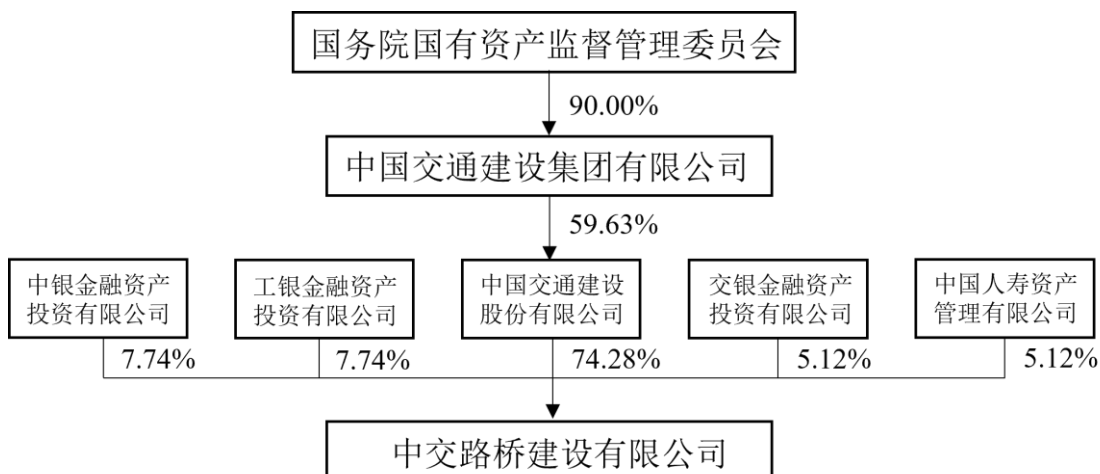 国务院国有资产监督管理委员会
90.00%
中国交通建设集团有限公司
59.63%
中银金融资产
投资有限公司
工银金融资产
投资有限公司
中国交通建设
股份有限公司
交银金融资产
投资有限公司
中国人寿资产
管理有限公司
7.74%
7.74%
74.28%
5.12%
5.12%
中交路桥建设有限公司